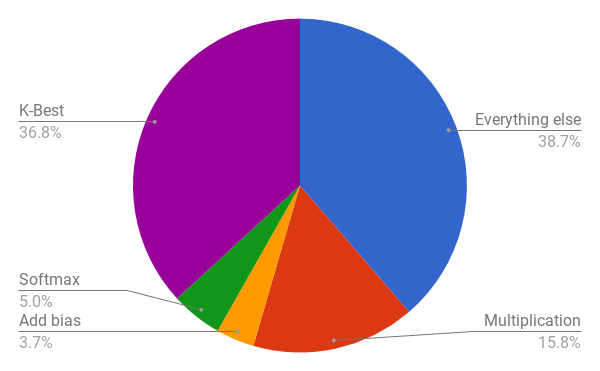 K-Best
36.8%
Everything else
38.7%
Softmax
5.0%
Add bias
3.7%
Multiplication
15.8%